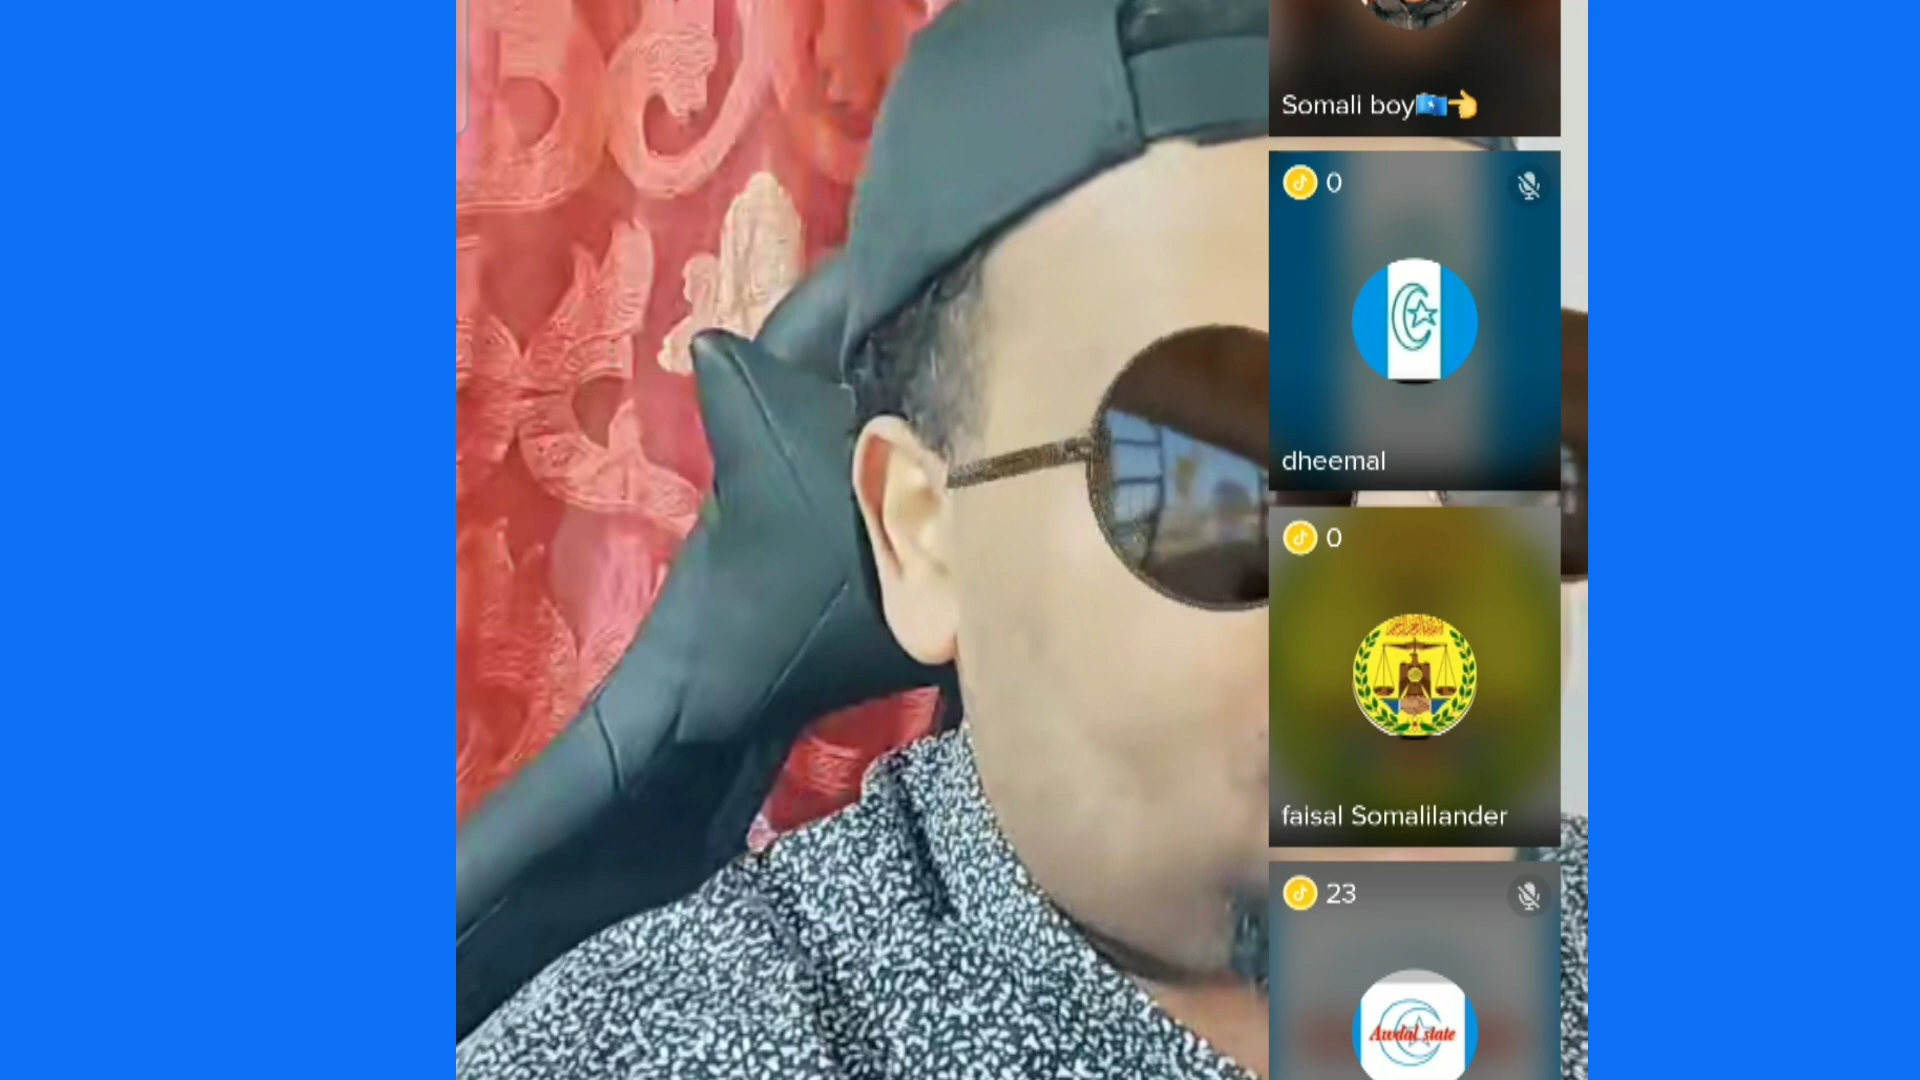 Somali boy🇸🇴👈
0
dheemal
0
faisal Somalilander
23
Awdal state